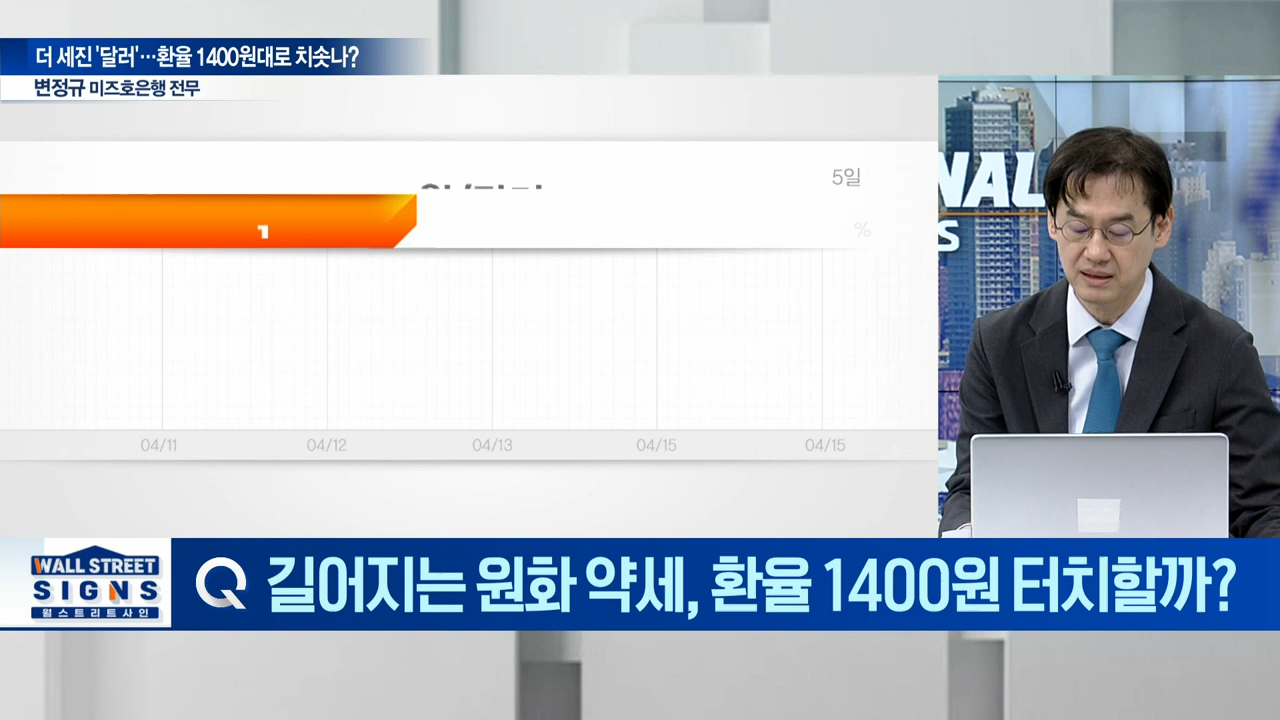 더 세진 '달러'…환율 1400원대로 치솟나?
변정규 미즈호은행 전무
5일
%
04/11 04/12 04/13 04/15 04/15
NAL
S
WALL STREET
SIGNS
월스트리트사인
Q 길어지는 원화 약세, 환율 1400원 터치할까?